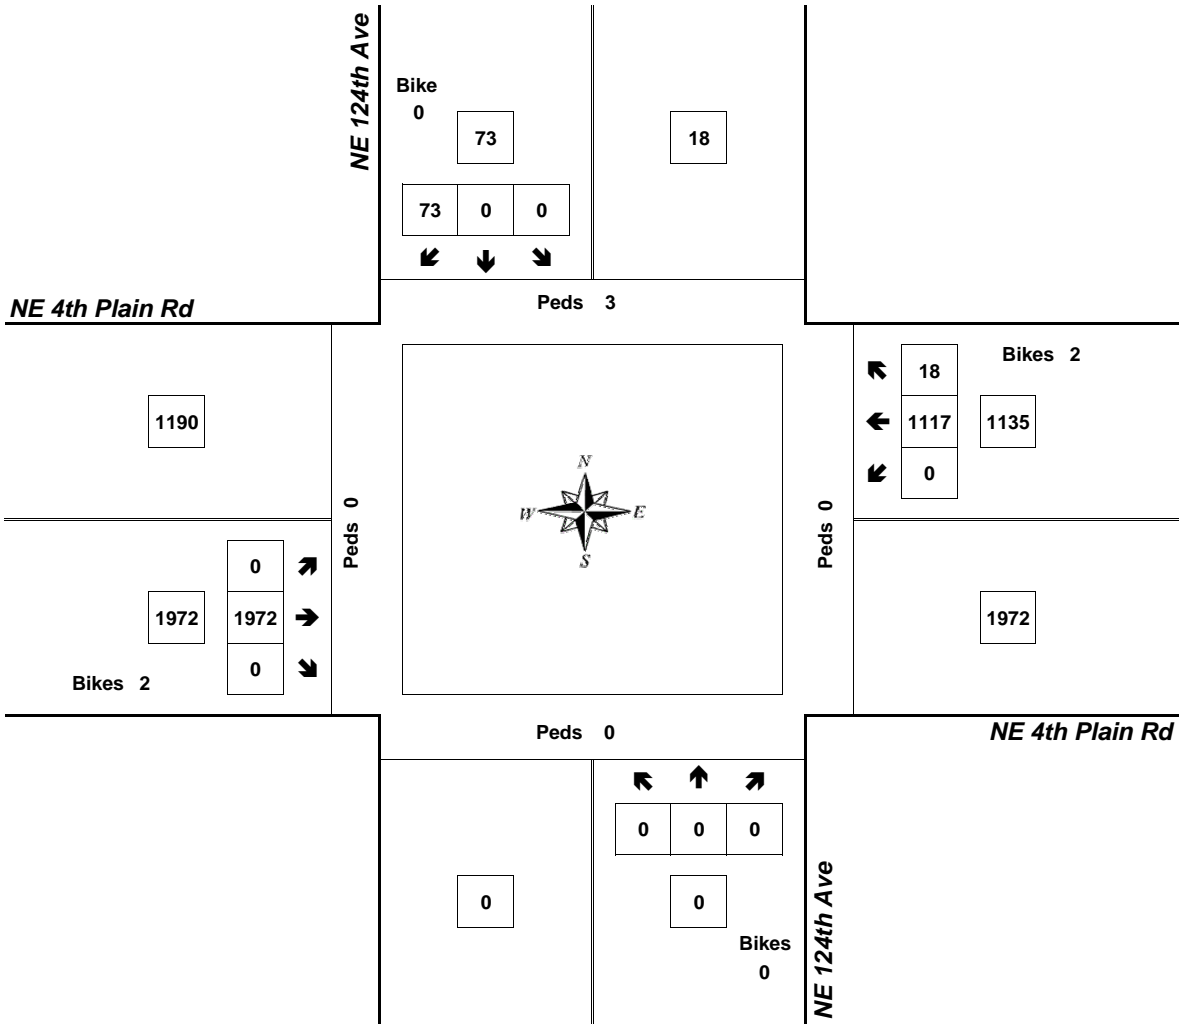 NE 124th Ave
Bike
0
73
18
73 0 0
NE 4th Plain Rd
Peds 3
Bikes 2
18
1190
1117 1135
0
N
W E
S
Peds 0
Peds 0
0
1972 1972
1972
0
Bikes 2
Peds 0
NE 4th Plain Rd
0 0 0
0
0
Bikes
0
NE 124th Ave